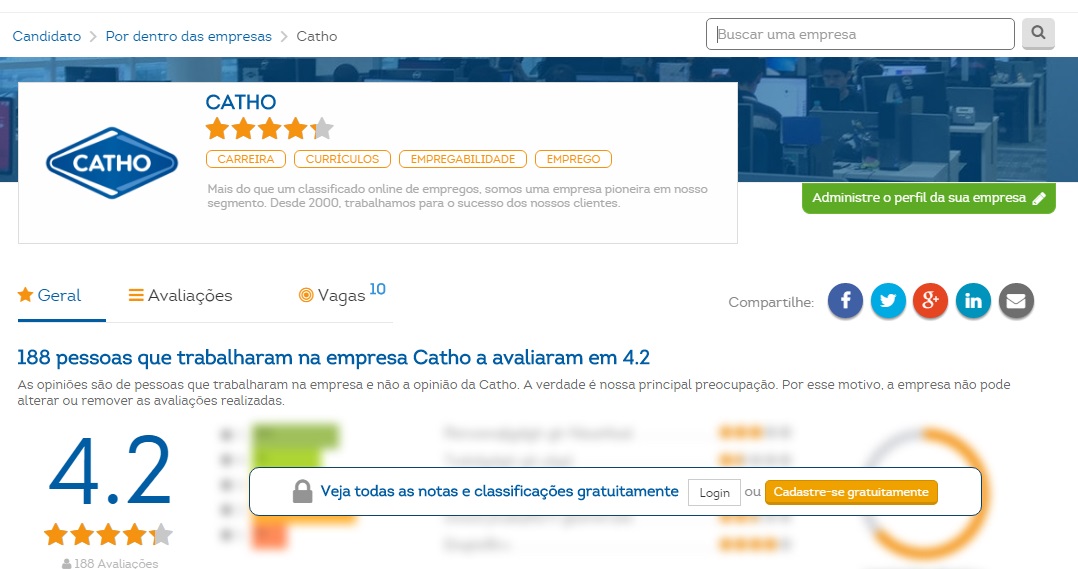 Candidato > Por dentro das empresas > Catho
Buscar uma empresa
CATHO
CATHO
CARREIRA CURRÍCULOS EMPREGABILIDADE EMPREGO
Mais do que um classificado online de empregos, somos uma empresa pioneira em nosso
segmento. Desde 2000, trabalhamos para o sucesso dos nossos clientes.
Administre o perfil da sua empresa
Geral Avaliações Vagas 10
Compartilhe: f g+ in
188 pessoas que trabalharam na empresa Catho a avaliaram em 4.2
As opiniões são de pessoas que trabalharam na empresa e não a opinião da Catho. A verdade é nossa principal preocupação. Por esse motivo, a empresa não pode
alterar ou remover as avaliações realizadas.
4.2
Veja todas as notas e classificações gratuitamente Login ou Cadastre-se gratuitamente
188 Avaliações